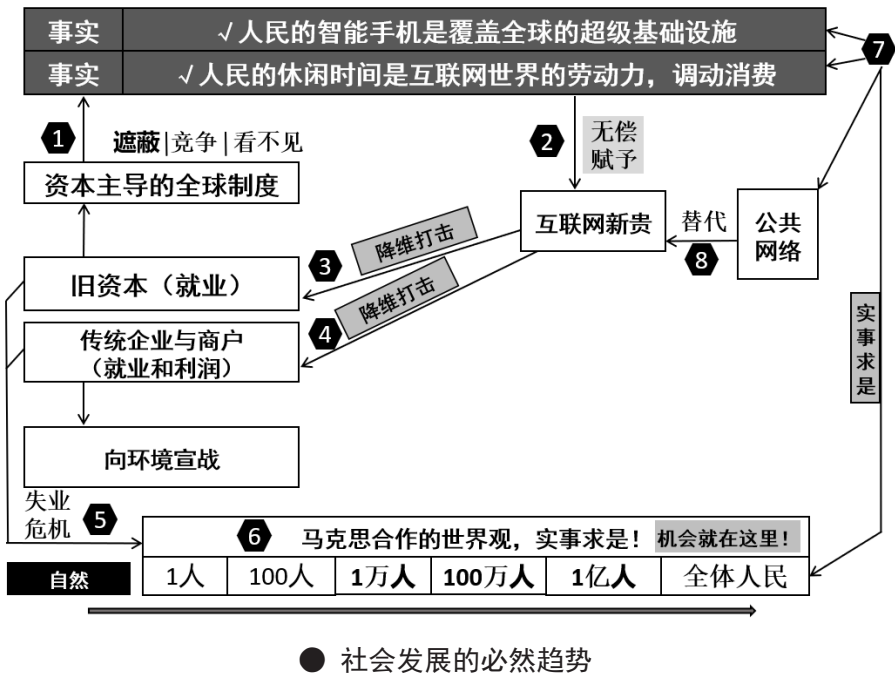 事实 √人民的智能手机是覆盖全球的超级基础设施
事实 √人民的休闲时间是互联网世界的劳动力，调动消费
7
1
遮蔽|竞争|看不见
2
无偿
赋予
资本主导的全球制度
互联网新贵
替代
8
公共
网络
降维打击
3
旧资本（就业）
降维打击
4
传统企业与商户
（就业和利润）
实事求是
向环境宣战
失业
危机
5
6 马克思合作的世界观，实事求是！ 机会就在这里！
自然 1人 100人 1万人 100万人 1亿人 全体人民
● 社会发展的必然趋势